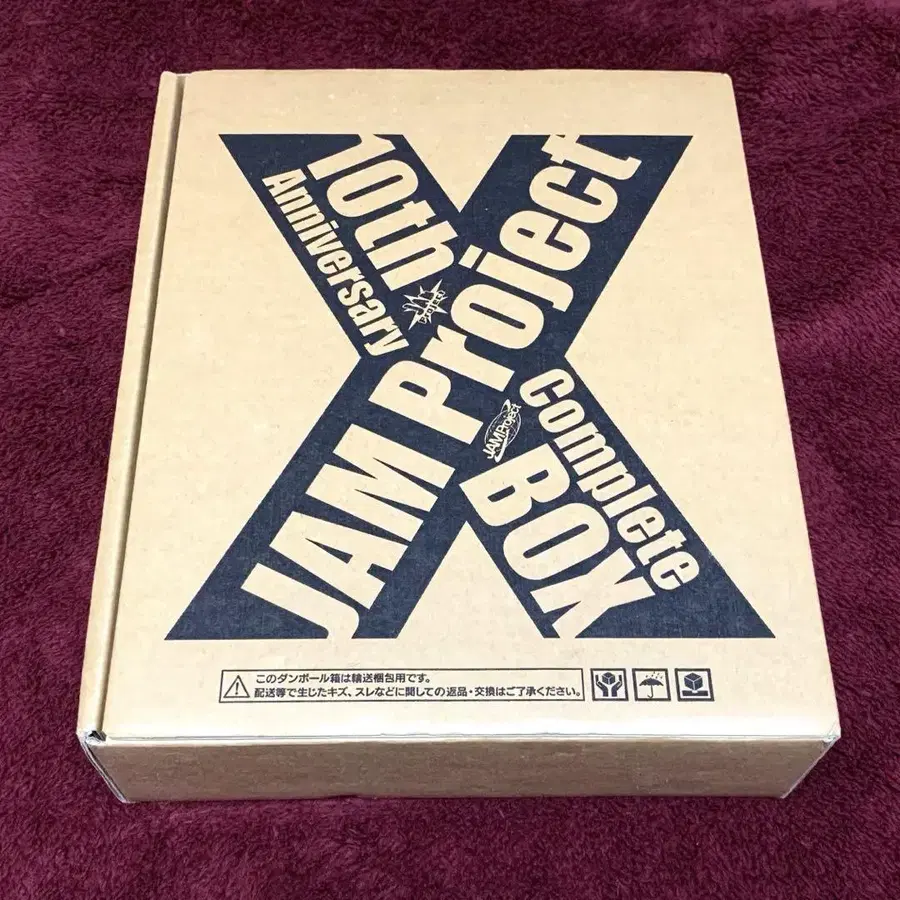 10th
Anniversary
JAM Project
JAM Project
Complete
BOX
このダンボール箱は輸送梱包用です。
配送等で生じたキズ、スレなどに関しての返品・交換はご了承ください。